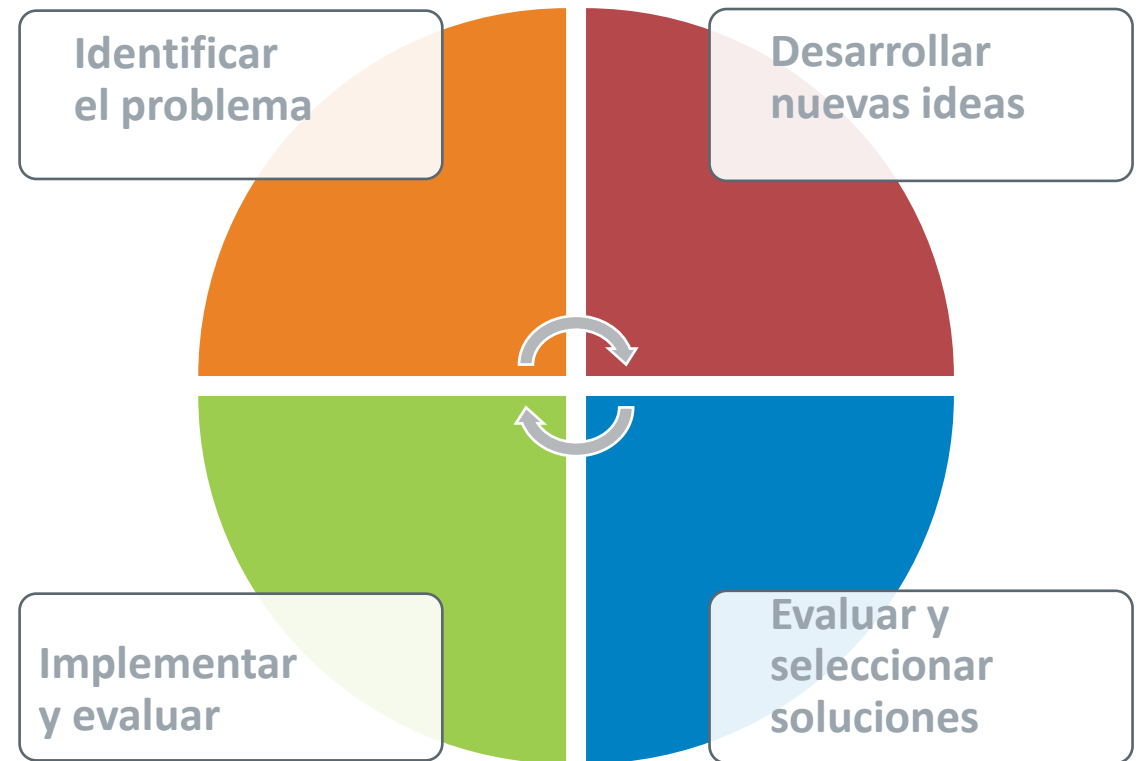 Identificar
el problema
Desarrollar
nuevas ideas
Implementar
y evaluar
Evaluar y
seleccionar
soluciones